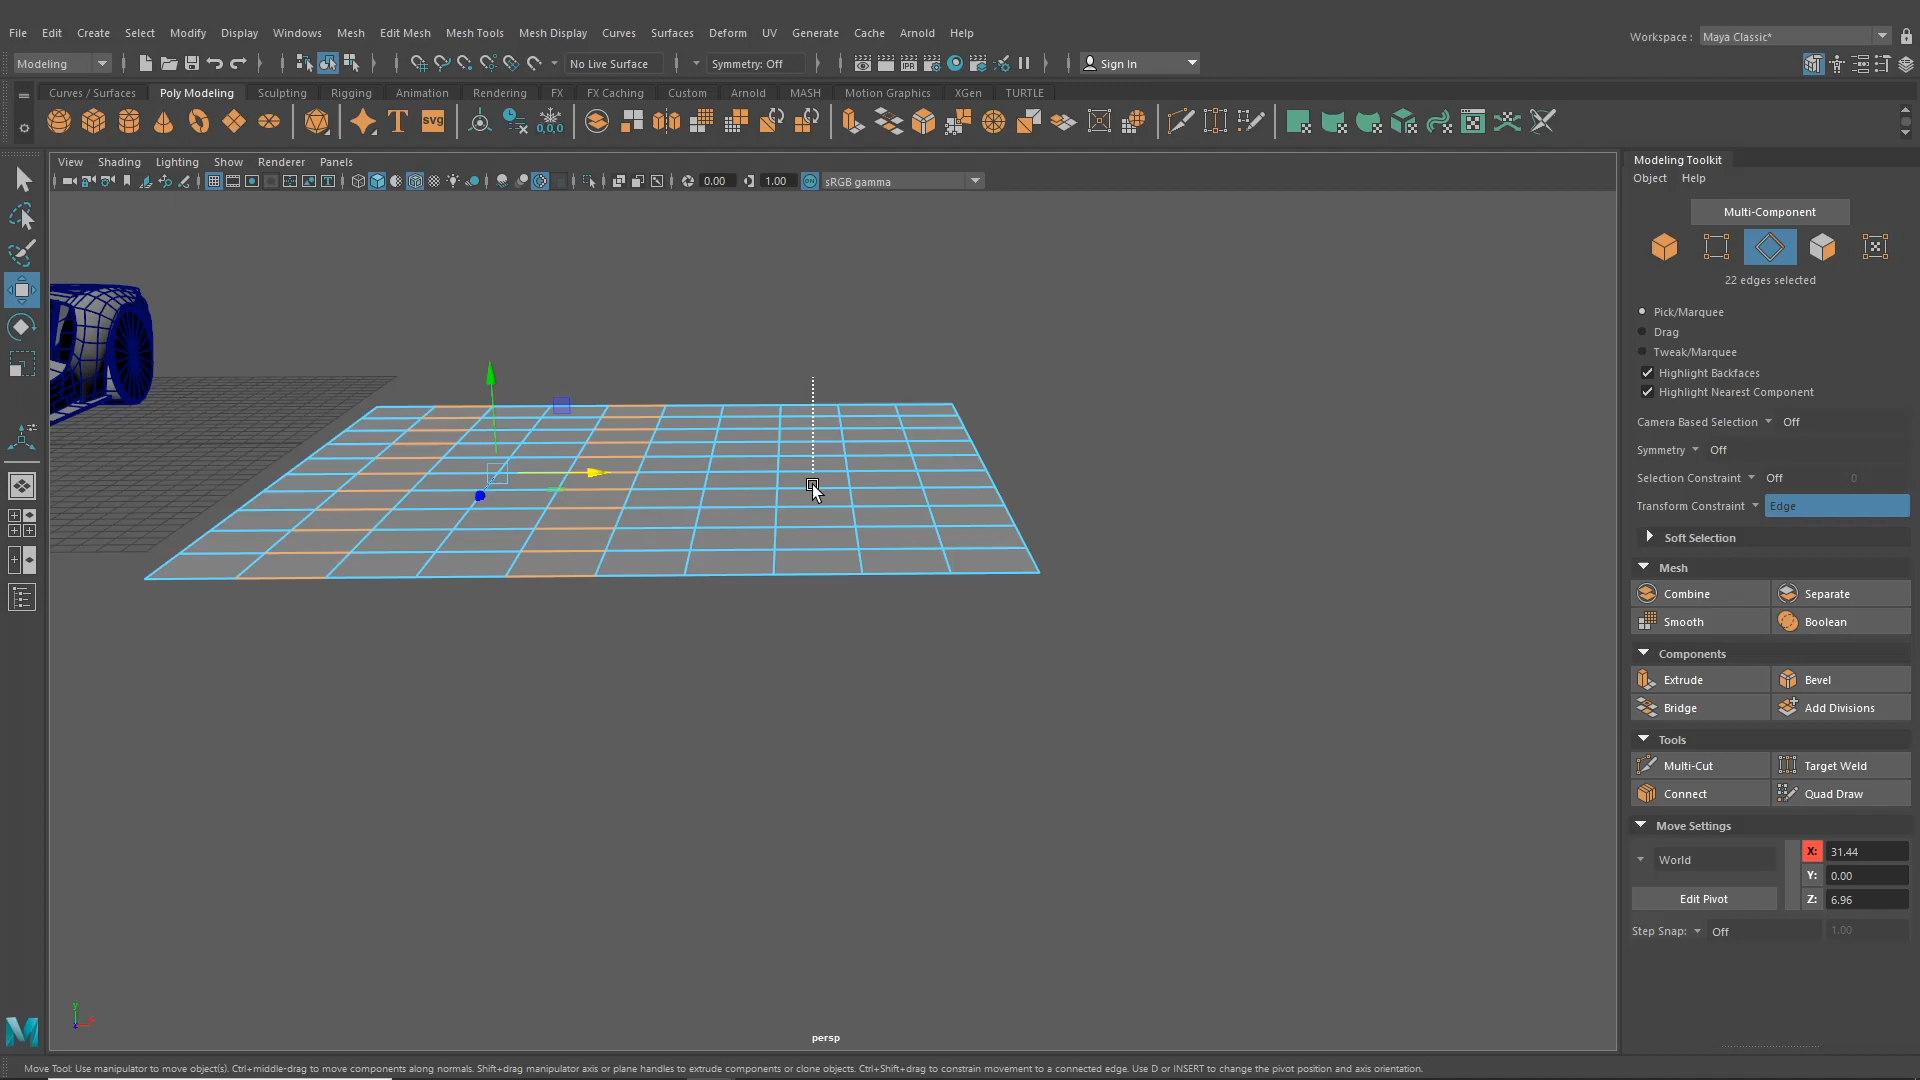 File Edit Create Select Modify Display Windows Mesh Edit Mesh Mesh Tools Mesh Display Curves Surfaces Deform UV Generate Cache Arnold Help
Workspace : Maya Classic*
Modeling No Live Surface Symmetry: Off Sign In
Curves / Surfaces Poly Modeling Sculpting Rigging Animation Rendering FX FX Caching Custom Arnold MASH Motion Graphics XGen TURTLE
svg 0,0,0
View Shading Lighting Show Renderer Panels
0.00 1.00 sRGB gamma
persp
Modeling Toolkit
Object Help
Multi-Component
22 edges selected
Pick/Marquee
Drag
Tweak/Marquee
Highlight Backfaces
Highlight Nearest Component
Camera Based Selection Off
Symmetry Off
Selection Constraint Off 0
Transform Constraint Edge
Soft Selection
Mesh
Combine Separate
Smooth Boolean
Components
Extrude Bevel
Bridge Add Divisions
Tools
Multi-Cut Target Weld
Connect Quad Draw
Move Settings
World X: 31.44
Y: 0.00
Edit Pivot Z: 6.96
Step Snap: Off 1.00
Move Tool: Use manipulator to move object(s). Ctrl+middle-drag to move components along normals. Shift+drag manipulator axis or plane handles to extrude components or clone objects. Ctrl+Shift+drag to constrain movement to a connected edge. Use D or INSERT to change the pivot position and axis orientation.